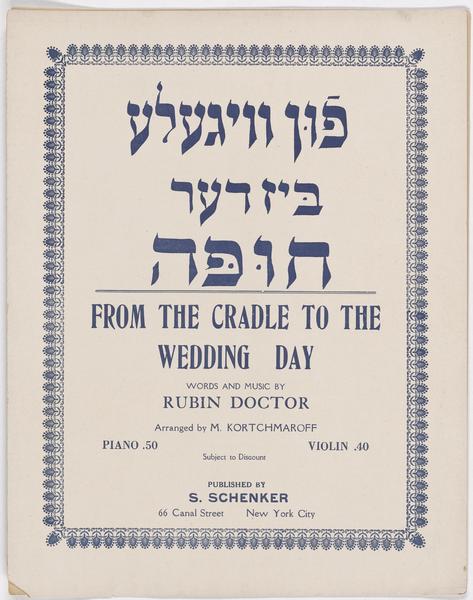 פֿון וויגעלע
ביז דער
חופּה
FROM THE CRADLE TO THE
WEDDING DAY
WORDS AND MUSIC BY
RUBIN DOCTOR
Arranged by M. KORTCHMAROFF
PIANO .50 VIOLIN .40
Subject to Discount
PUBLISHED BY
S. SCHENKER
66 Canal Street New York City